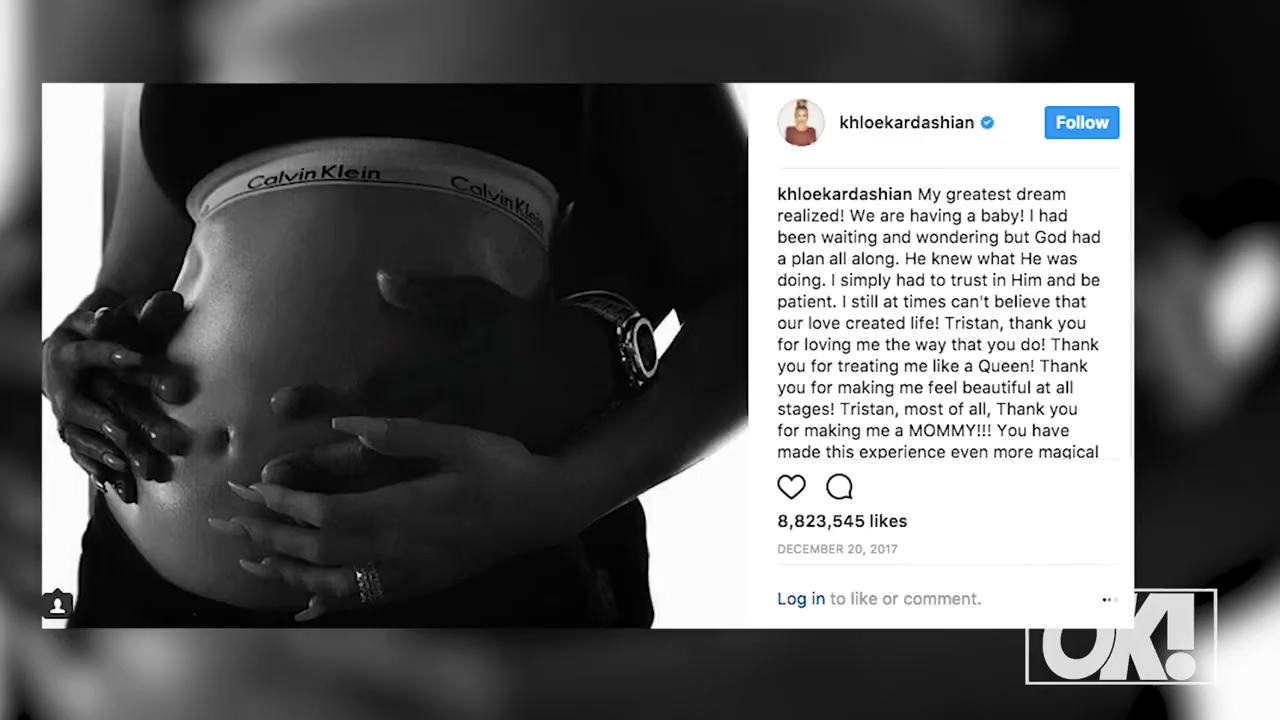 CalvinKlein
CalvinKlein
khloekardashian
Follow
khloekardashian My greatest dream
realized! We are having a baby! I had
been waiting and wondering but God had
a plan all along. He knew what He was
doing. I simply had to trust in Him and be
patient. I still at times can't believe that
our love created life! Tristan, thank you
for loving me the way that you do! Thank
you for treating me like a Queen! Thank
you for making me feel beautiful at all
stages! Tristan, most of all, Thank you
for making me a MOMMY!!! You have
made this experience even more magical
8,823,545 likes
DECEMBER 20, 2017
Log in to like or comment.
OK!